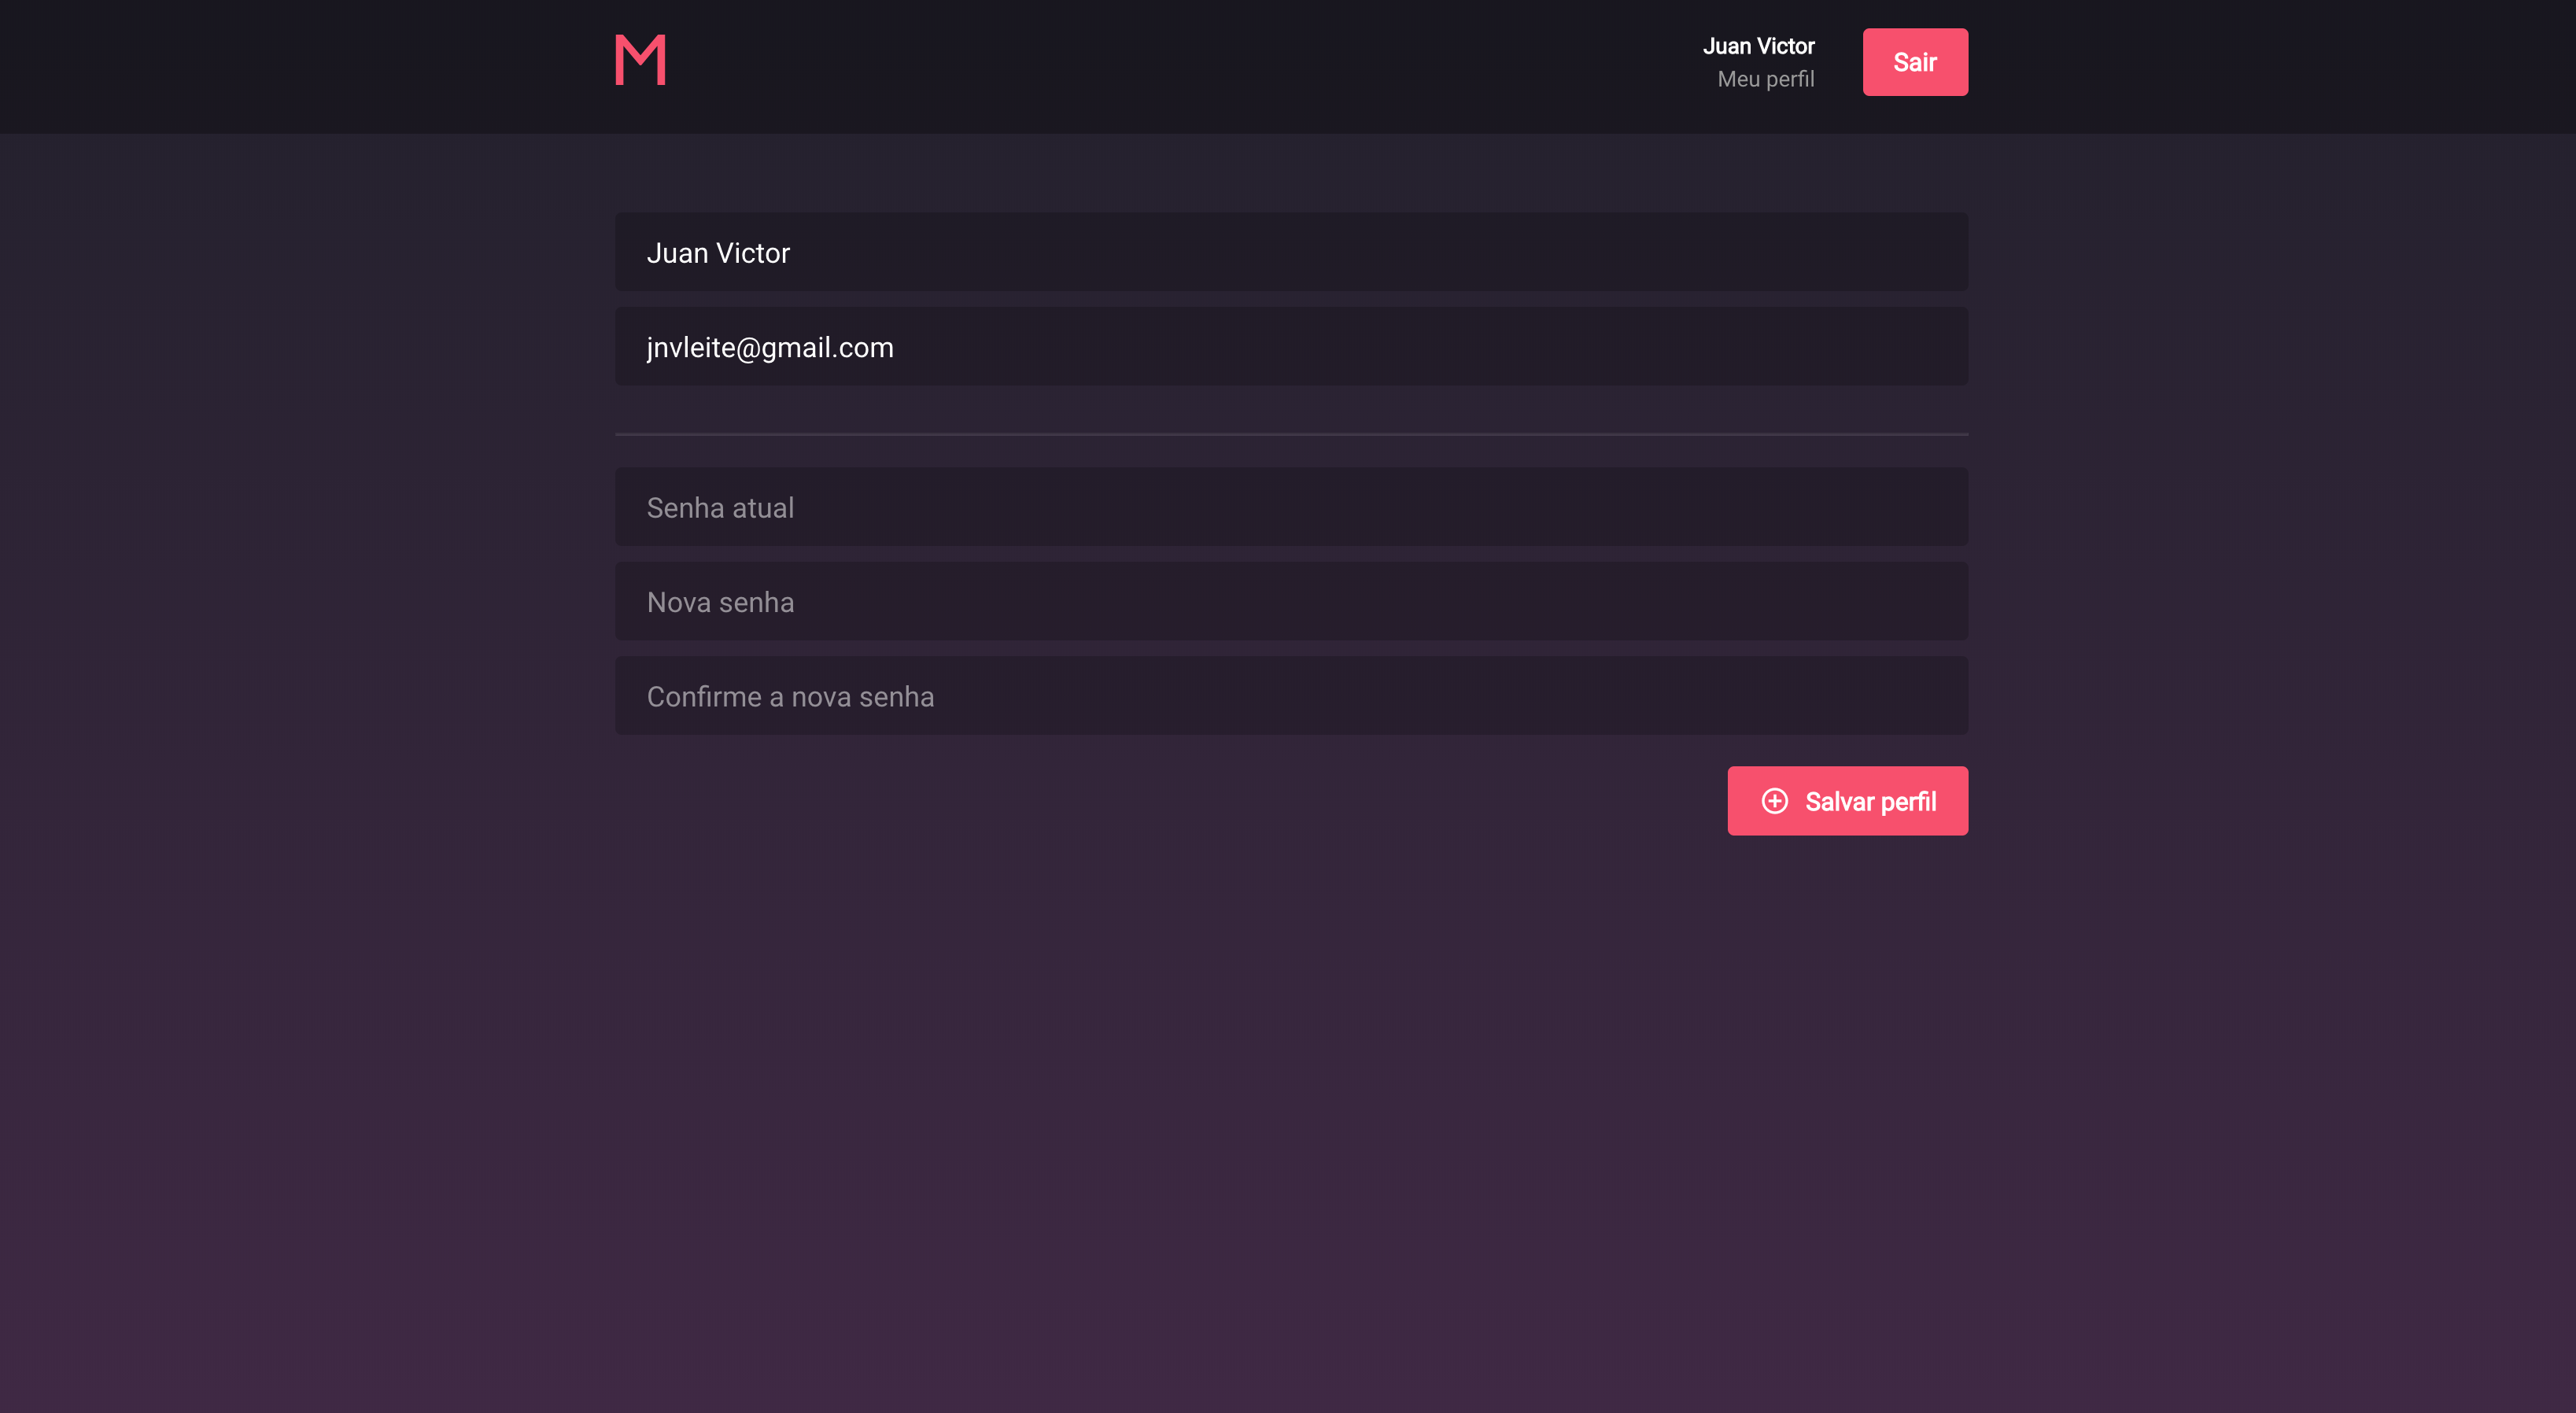 M
Juan Victor
Meu perfil
Sair
Juan Victor
jnvleite@gmail.com
Senha atual
Nova senha
Confirme a nova senha
Salvar perfil